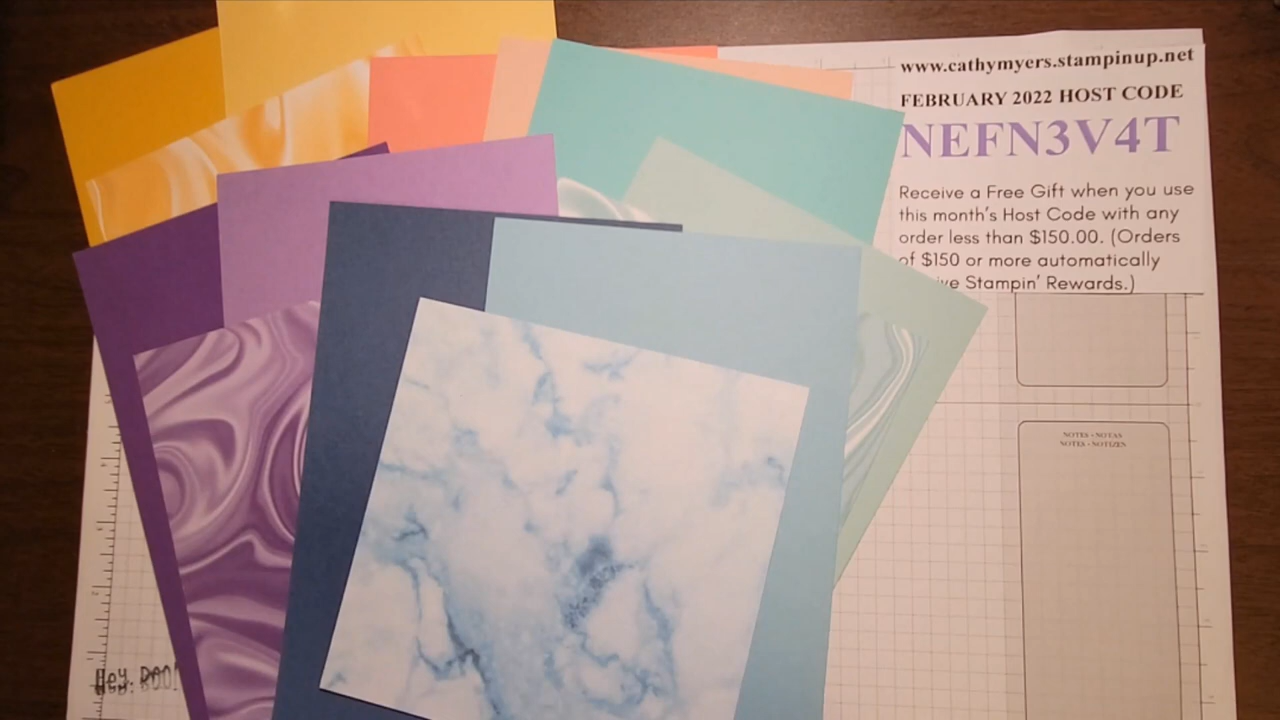 www.cathymyers.stampinup.net
FEBRUARY 2022 HOST CODE
NEFN3V4T
Receive a Free Gift when you use
this month's Host Code with any
order less than $150.00. (Orders
of $150 or more automatically
Stampin' Rewards.)
NOTES • NOTAS
NOTES • NOTIZEN
Hey, BOO!